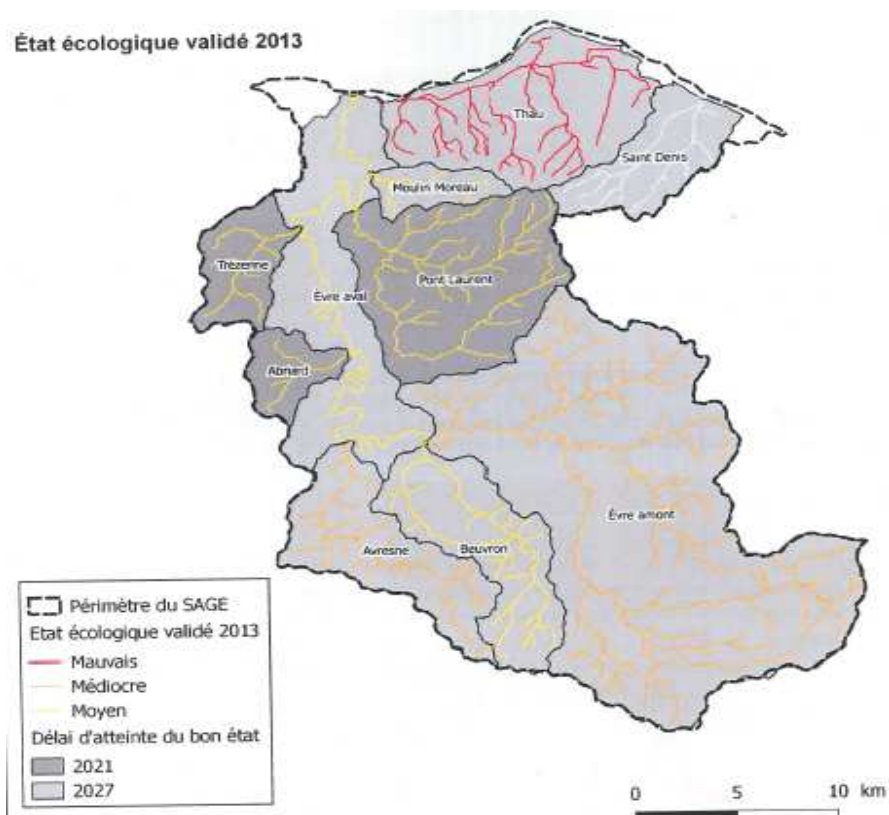 État écologique validé 2013
Thau
Saint Denis
Moulin Moreau
Trézenne
Pont Laurent
Èvre aval
Abriard
Èvre amont
Avresne
Beuvron
Périmètre du SAGE
Etat écologique validé 2013
Mauvais
Médiocre
Moyen
Délai d'atteinte du bon état
2021
2027
0 5 10 km